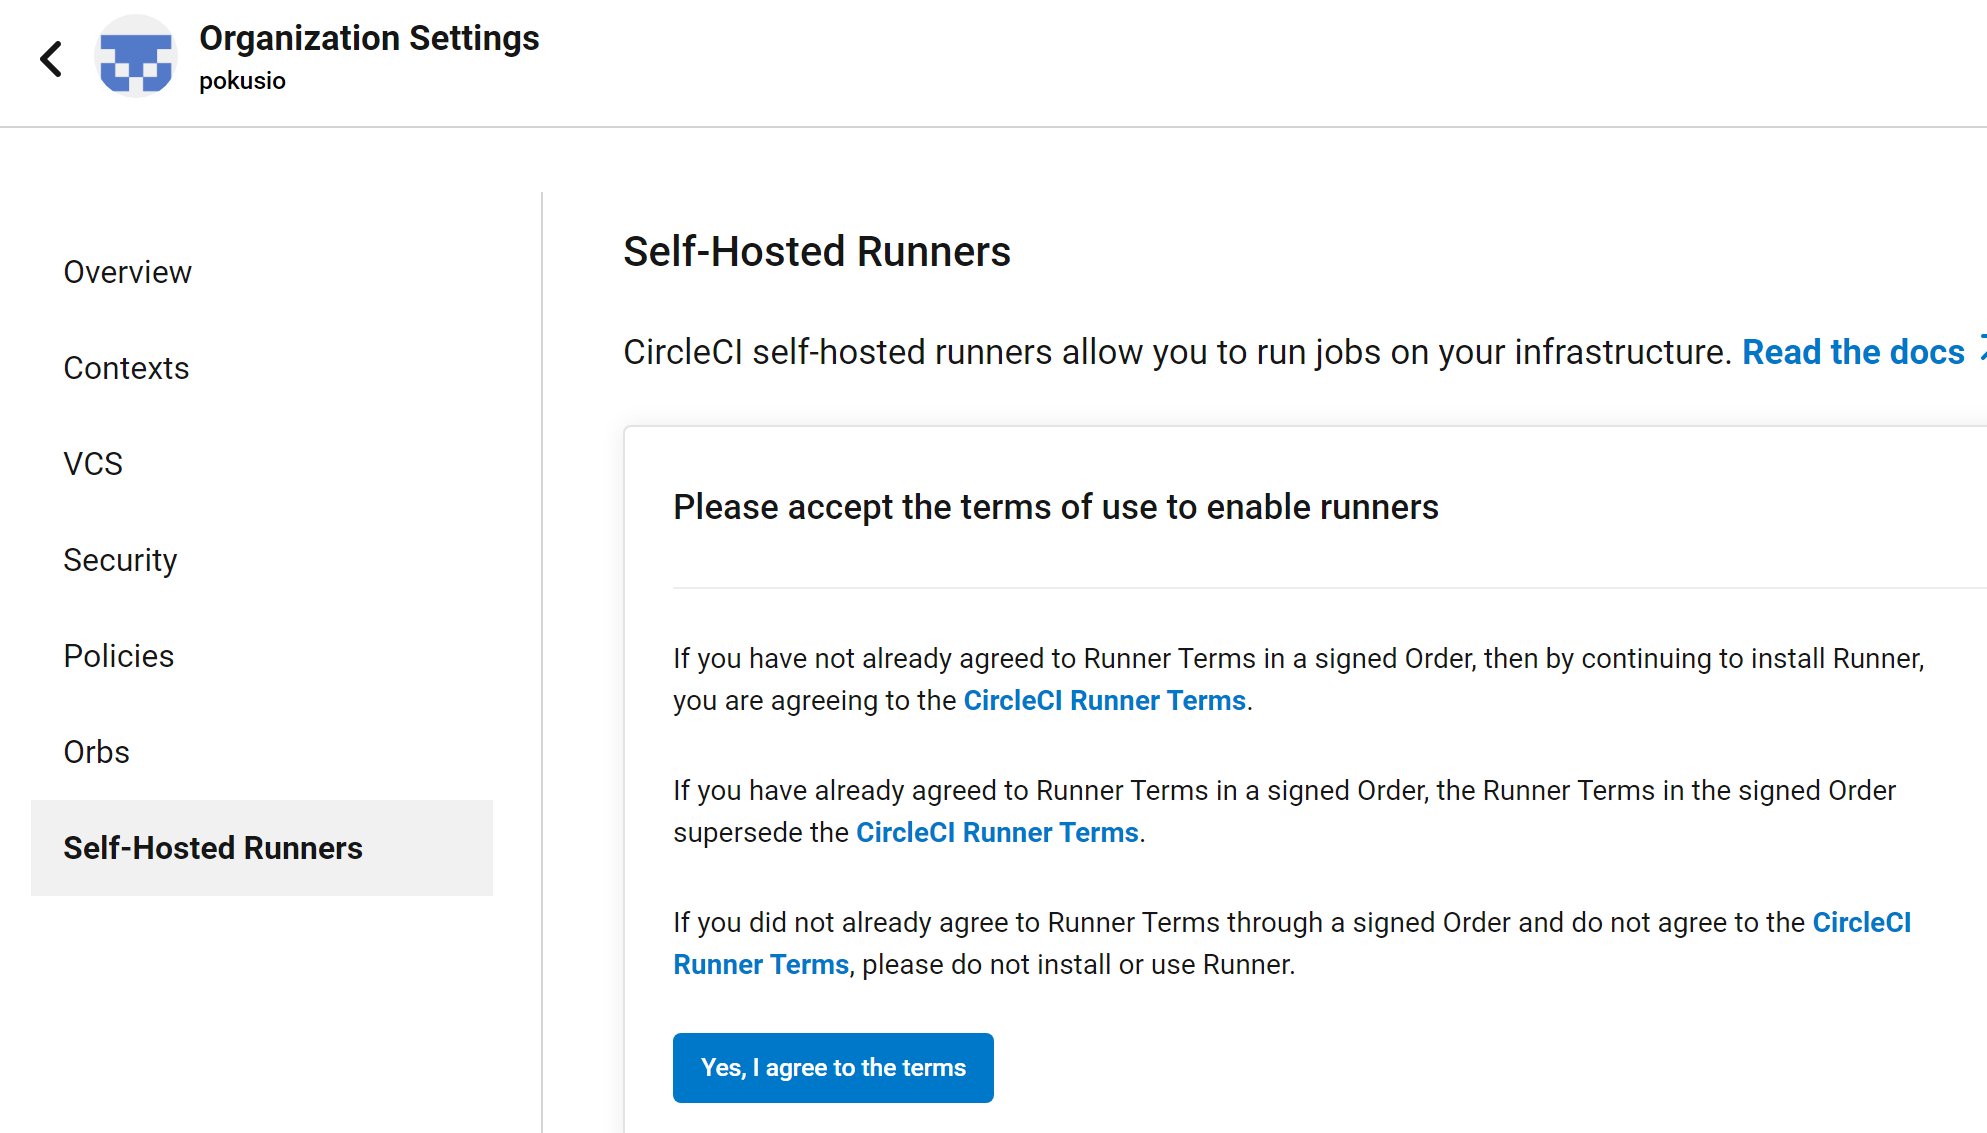 Organization Settings
pokusio
Overview
Contexts
VCS
Security
Policies
Orbs
Self-Hosted Runners
Self-Hosted Runners
CircleCI self-hosted runners allow you to run jobs on your infrastructure. Read the docs
Please accept the terms of use to enable runners
If you have not already agreed to Runner Terms in a signed Order, then by continuing to install Runner,
you are agreeing to the CircleCI Runner Terms.
If you have already agreed to Runner Terms in a signed Order, the Runner Terms in the signed Order
supersede the CircleCI Runner Terms.
If you did not already agree to Runner Terms through a signed Order and do not agree to the CircleCI
Runner Terms, please do not install or use Runner.
Yes, I agree to the terms